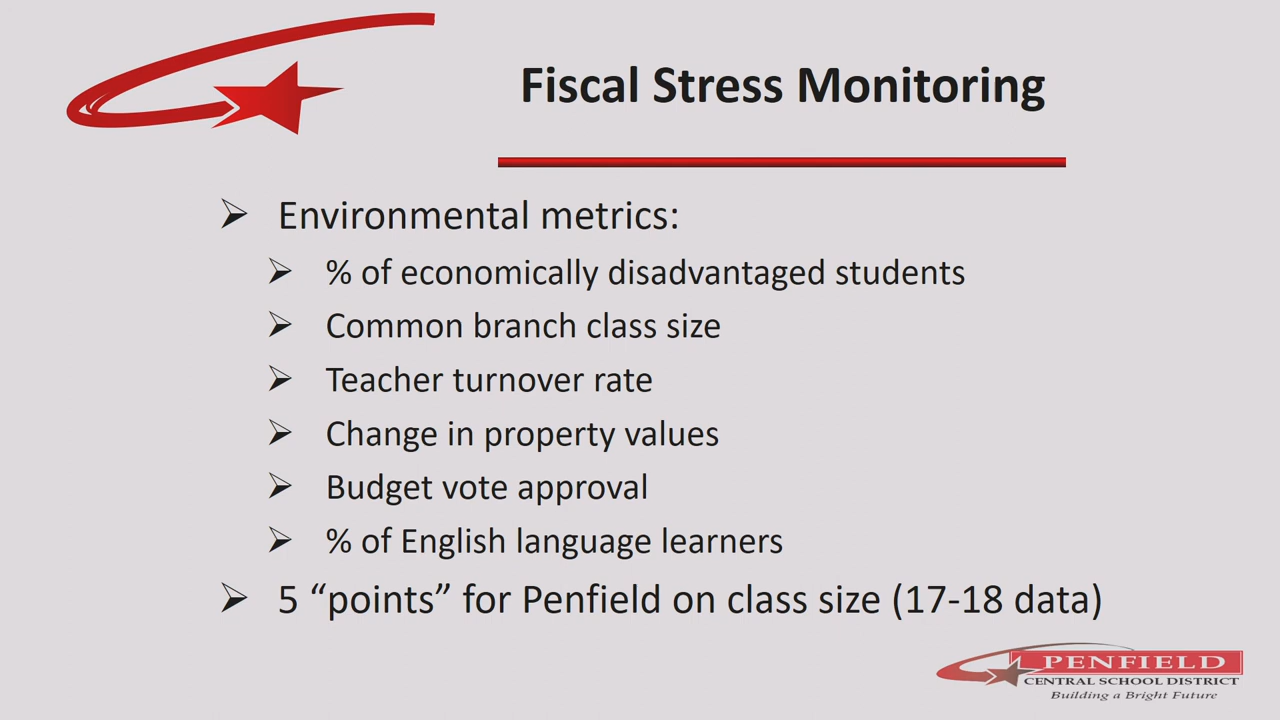 Fiscal Stress Monitoring
Environmental metrics:
% of economically disadvantaged students
Common branch class size
Teacher turnover rate
Change in property values
Budget vote approval
% of English language learners
5 “points” for Penfield on class size (17-18 data)
PENFIELD
CENTRAL SCHOOL DISTRICT
Building a Bright Future